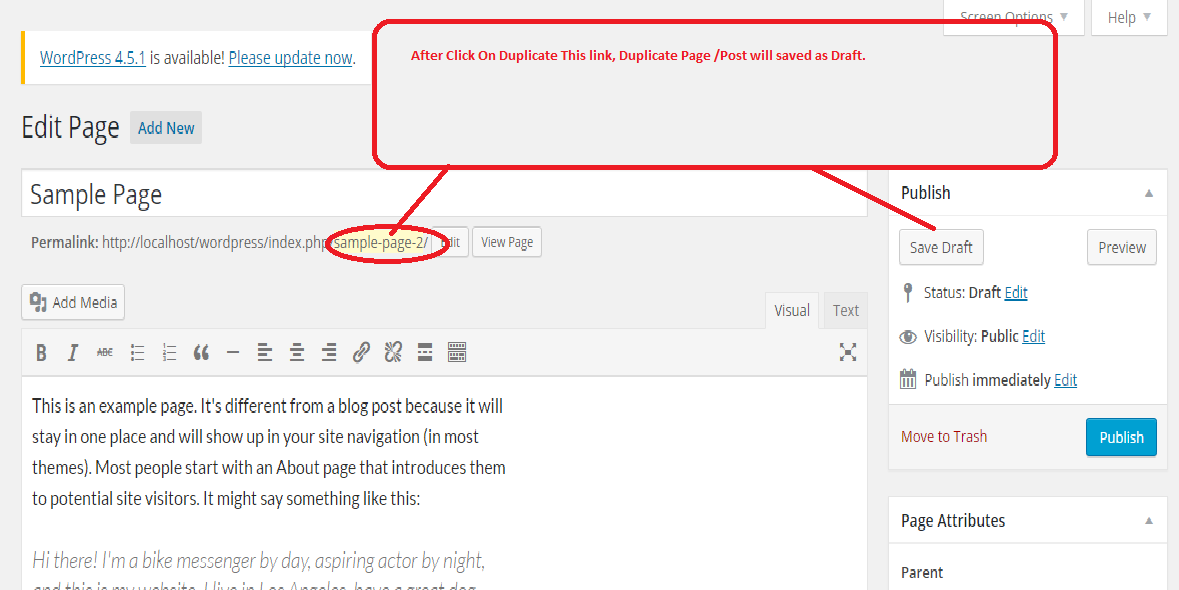 Screen Options Help
WordPress 4.5.1 is available! Please update now.
After Click On Duplicate This link, Duplicate Page /Post will saved as Draft.
Edit Page Add New
Sample Page
Permalink: http://localhost/wordpress/index.php/sample-page-2/ Edit View Page
Add Media
Visual Text
B I ABC
This is an example page. It's different from a blog post because it will
stay in one place and will show up in your site navigation (in most
themes). Most people start with an About page that introduces them
to potential site visitors. It might say something like this:
Hi there! I'm a bike messenger by day, aspiring actor by night,
and this is my website. I live in Los Angeles, have a great dog
Publish
Save Draft Preview
Status: Draft Edit
Visibility: Public Edit
Publish immediately Edit
Move to Trash Publish
Page Attributes
Parent